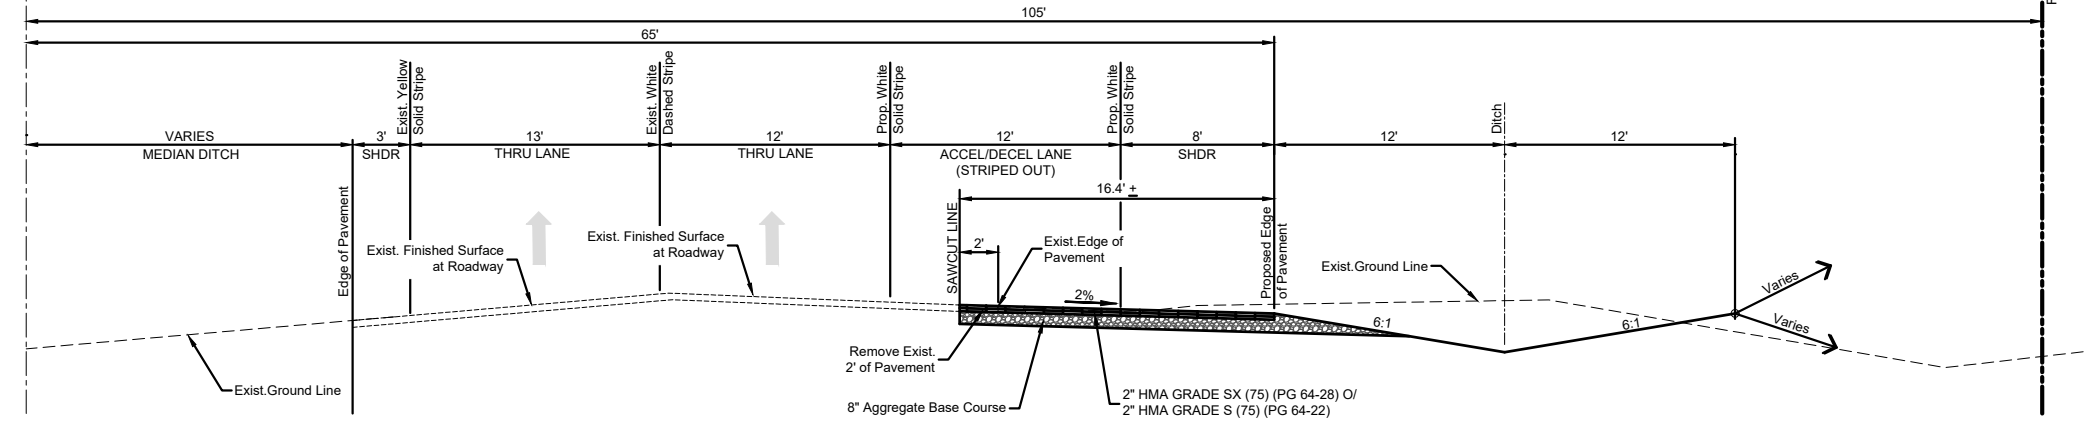 105'
65'
Exist. Yellow
Solid Stripe
Exist. White
Dashed Stripe
Prop. White
Solid Stripe
Prop. White
Solid Stripe
Ditch
VARIES
MEDIAN DITCH
3'
SHDR
13'
THRU LANE
12'
THRU LANE
12'
ACCEL/DECEL LANE
(STRIPED OUT)
8'
SHDR
12'
12'
16.4' ±
Edge of Pavement
SAWCUT LINE
Proposed Edge
of Pavement
Exist. Finished Surface
at Roadway
Exist. Finished Surface
at Roadway
2'
Exist.Edge of
Pavement
Exist.Ground Line
2%
6:1
6:1
Varies
Varies
Remove Exist.
2' of Pavement
Exist.Ground Line
8" Aggregate Base Course
2" HMA GRADE SX (75) (PG 64-28) O/
2" HMA GRADE S (75) (PG 64-22)